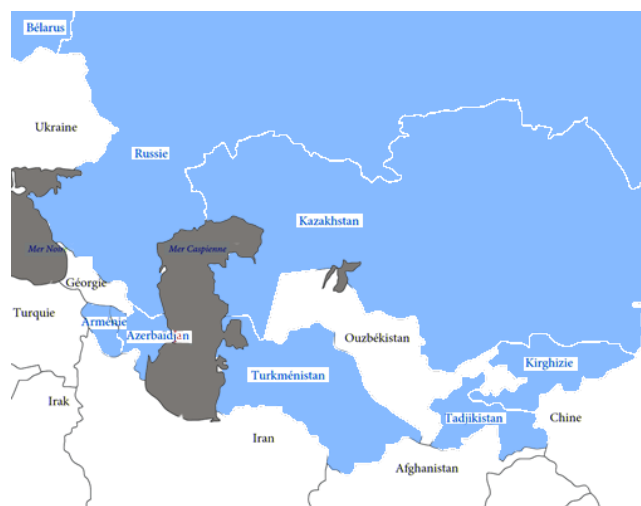 Bélarus
Ukraine
Russie
Kazakhstan
Mer Noire
Mer Caspienne
Géorgie
Turquie
Arménie
Azerbaïdjan
Ouzbékistan
Kirghizie
Turkménistan
Irak
Tadjikistan
Chine
Iran
Afghanistan